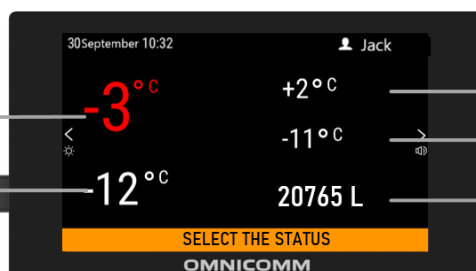 30September 10:32
Jack
-3°C
+2°C
-11°C
-12°C
20765 L
SELECT THE STATUS
OMNICOMM